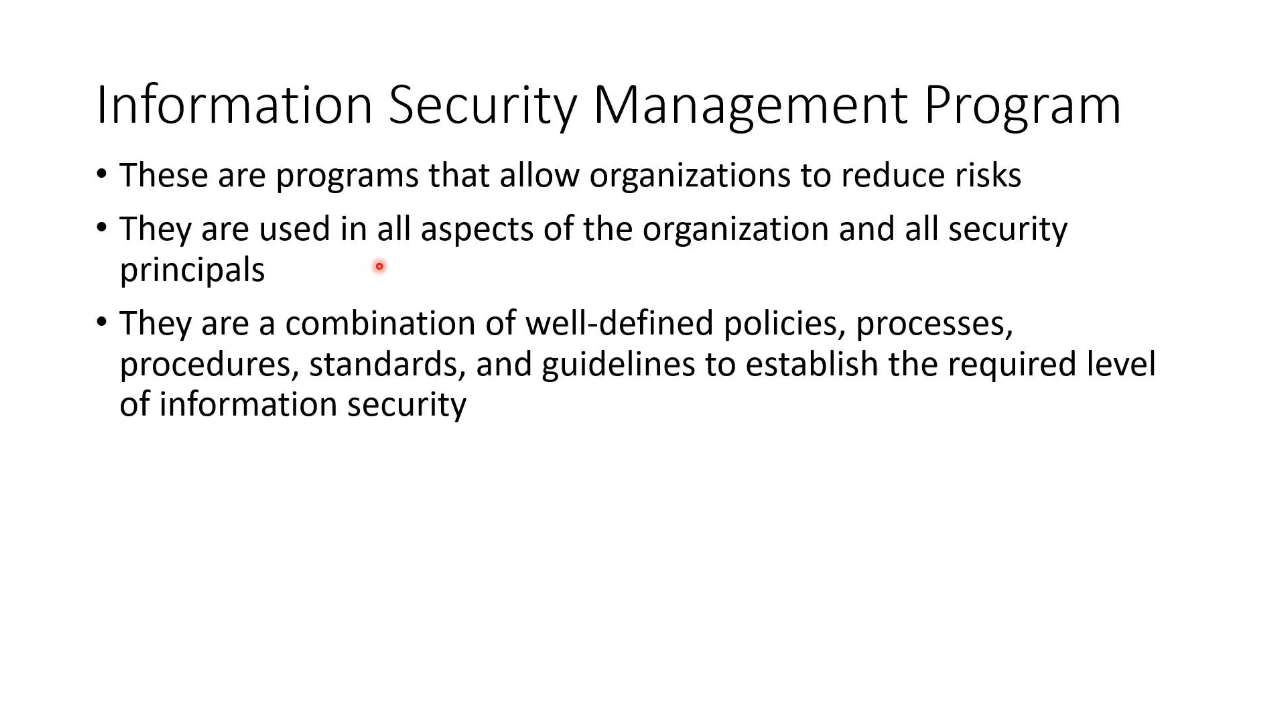 Information Security Management Program
• These are programs that allow organizations to reduce risks
• They are used in all aspects of the organization and all security
principals
• They are a combination of well-defined policies, processes,
procedures, standards, and guidelines to establish the required level
of information security